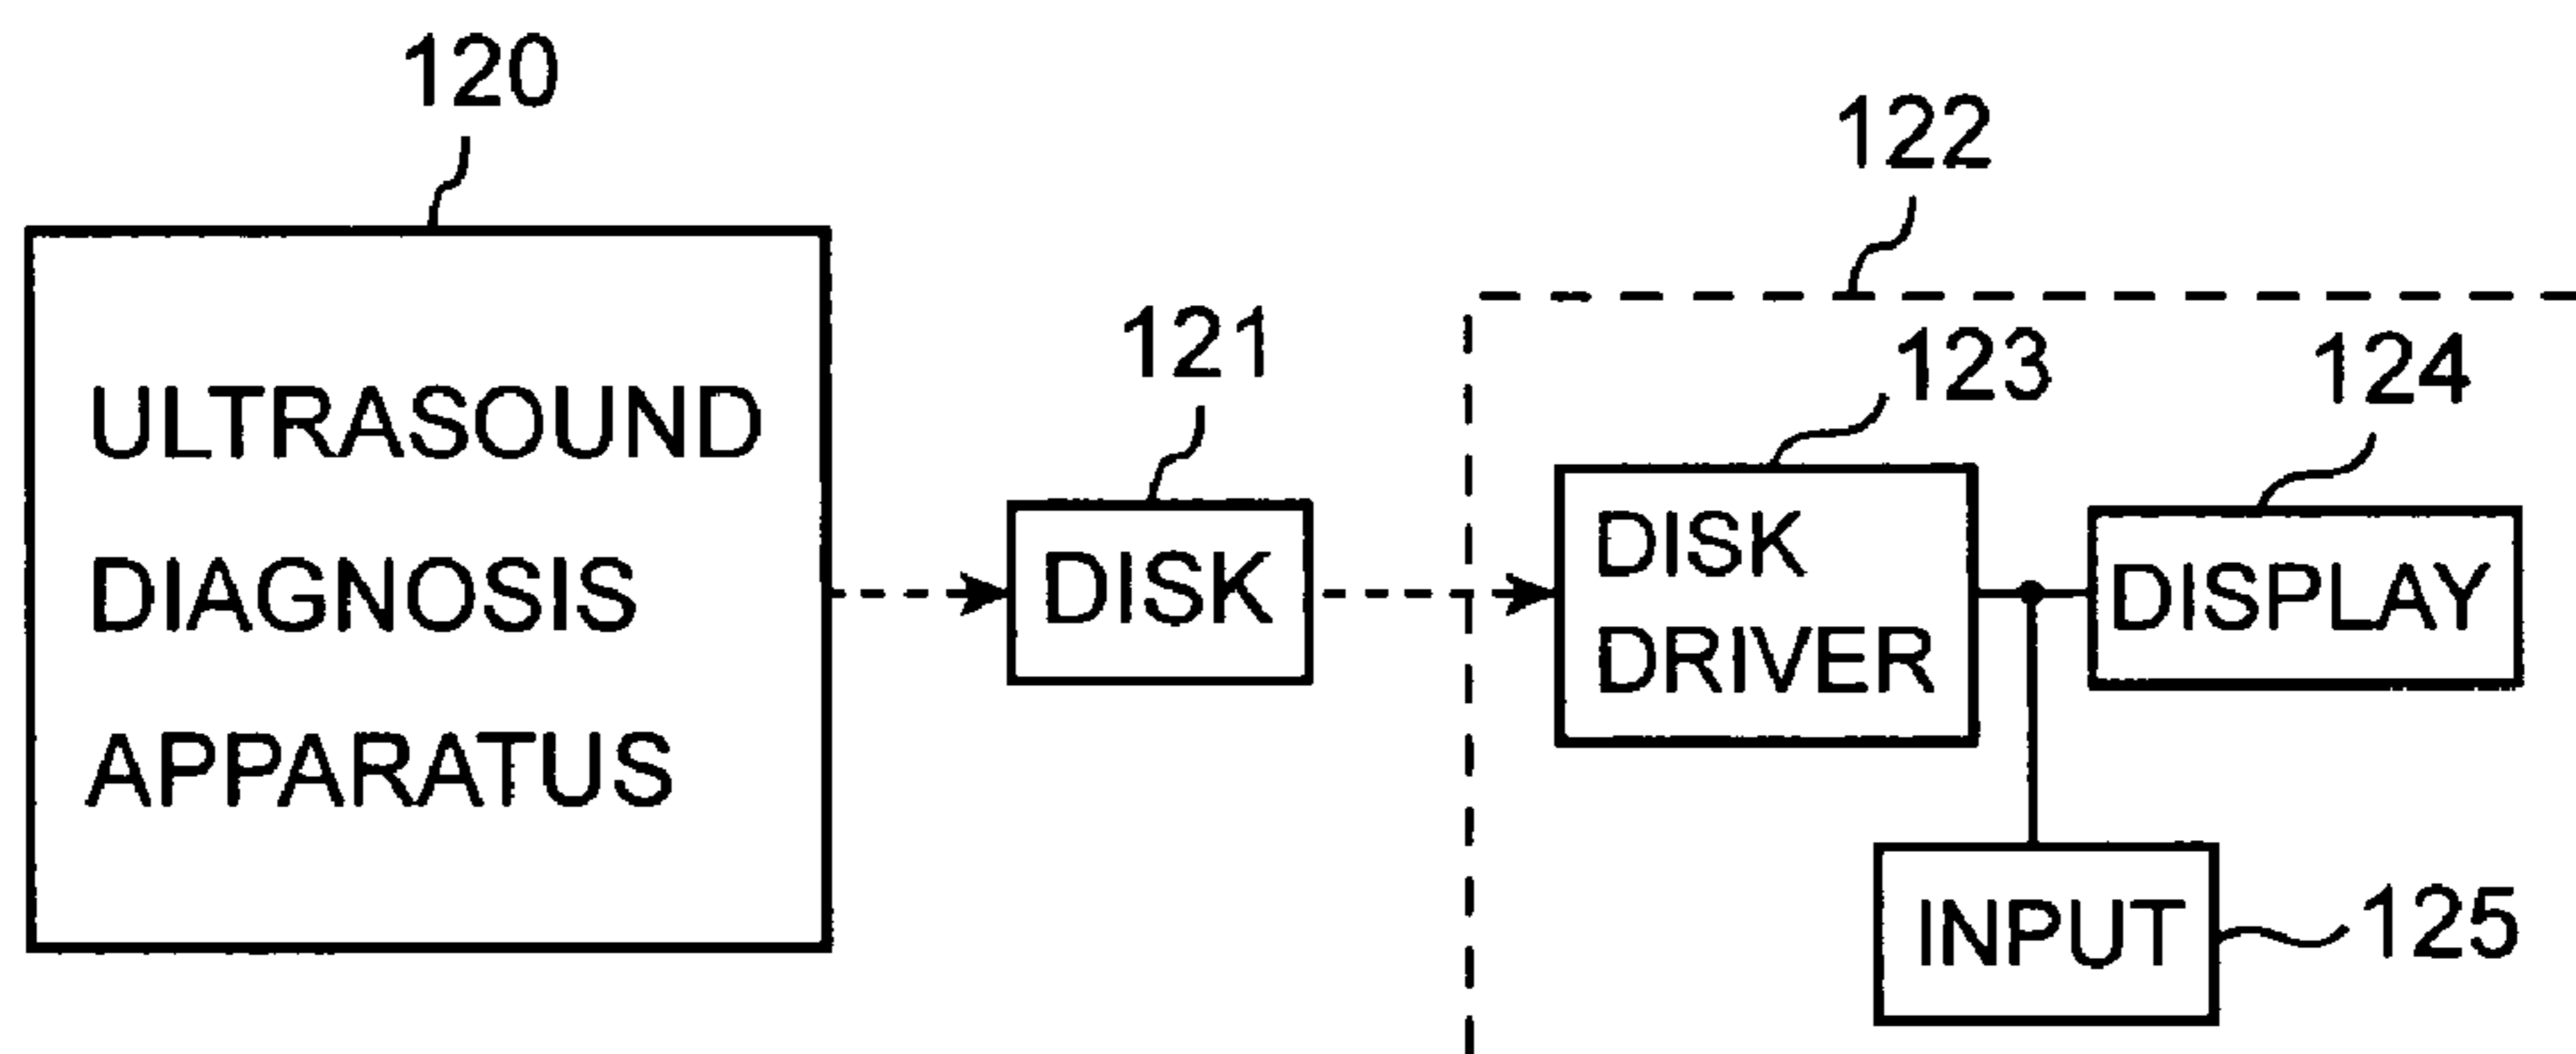 120
122
121
123
124
ULTRASOUND
DIAGNOSIS
APPARATUS
DISK
DISK
DRIVER
DISPLAY
INPUT
125